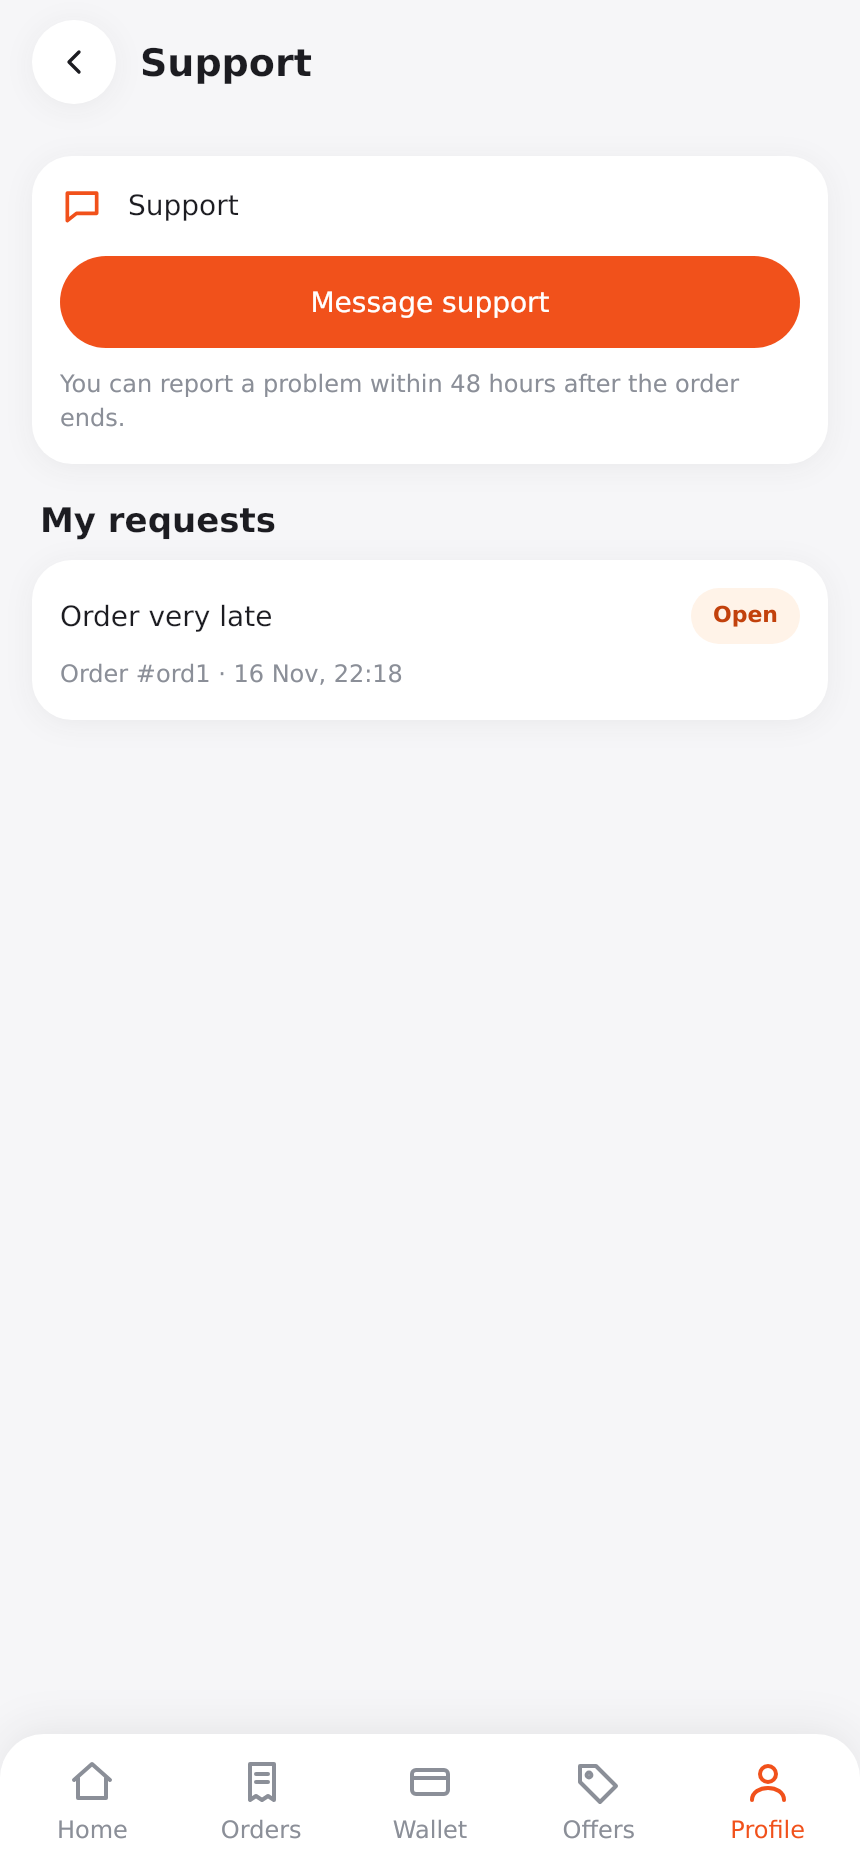 Support
Support
Message support
You can report a problem within 48 hours after the order
ends.
My requests
Order very late
Open
Order #ord1 · 16 Nov, 22:18
Home
Orders
Wallet
Offers
Profile